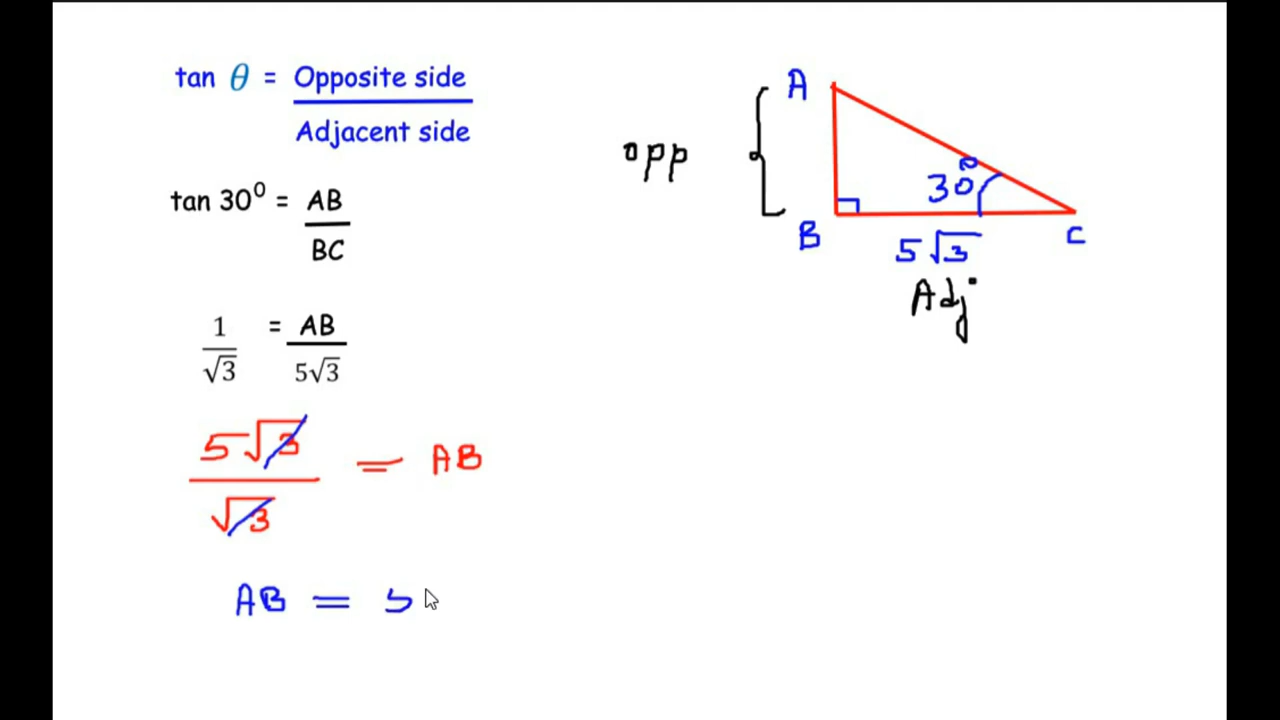 tan θ = Opposite side
Adjacent side
tan 30⁰ = AB
BC
1 = AB
√3 5√3
5√3 = AB
√3
AB = 5
A
opp
30°
B
C
5√3
Adj